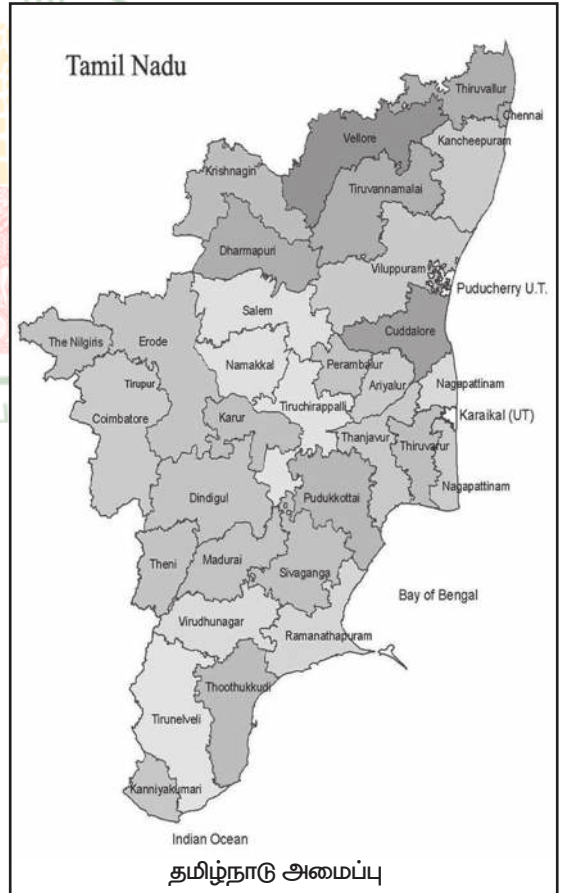 Tamil Nadu
Thiruvallur
Chennai
Vellore
Kancheepuram
Krishnagiri
Tiruvannamalai
Dharmapuri
Viluppuram
Puducherry U.T.
Salem
Cuddalore
The Nilgiris
Erode
Namakkal
Perambalur
Nagapattinam
Tirupur
Ariyalur
Coimbatore
Karur
Tiruchirappalli
Karaikal (UT)
Thanjavur
Thiruvarur
Nagapattinam
Dindigul
Pudukkottai
Theni
Madurai
Sivaganga
Bay of Bengal
Virudhunagar
Ramanathapuram
Thoothukkudi
Tirunelveli
Kanniyakumari
Indian Ocean
தமிழ்நாடு அமைப்பு